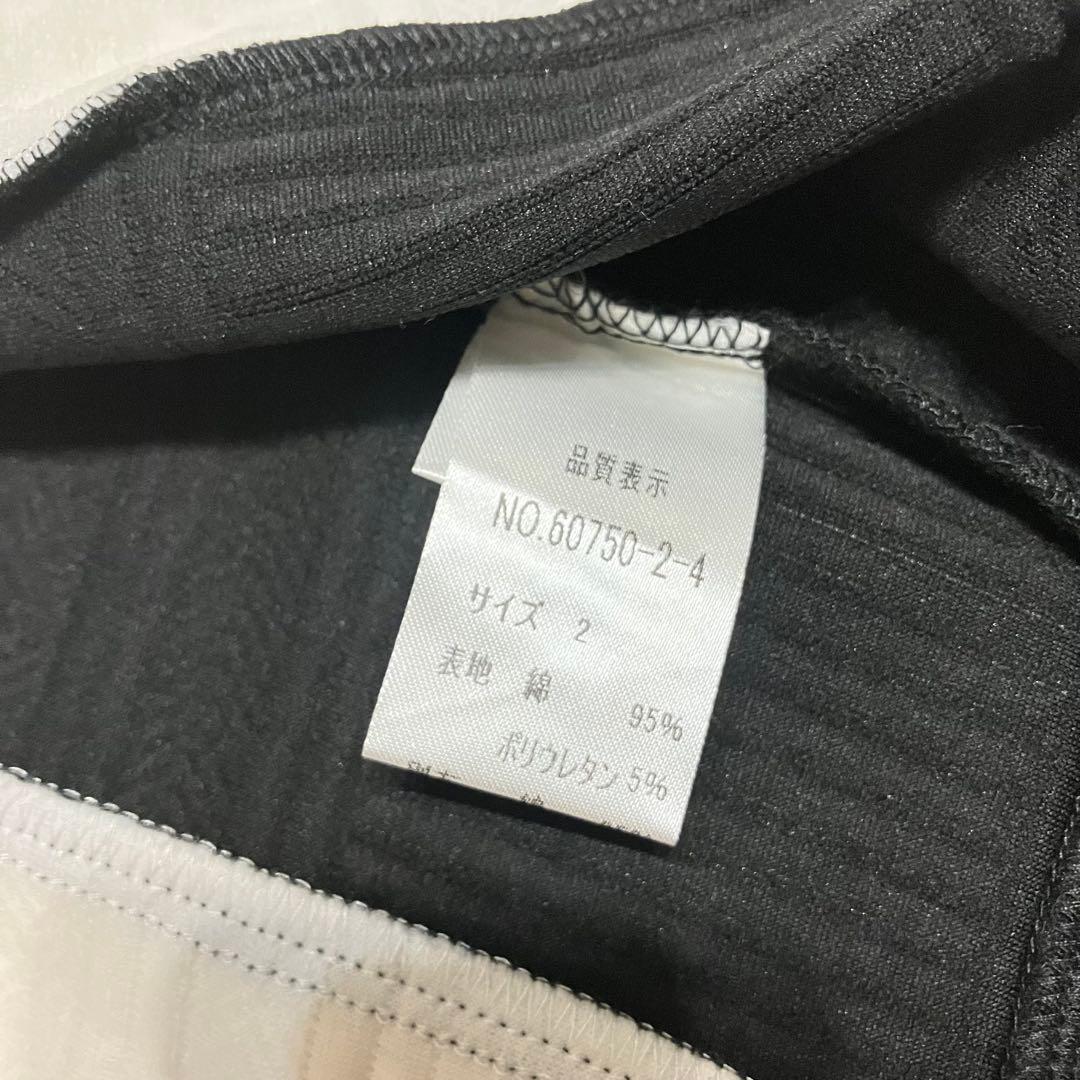 品質表示
NO.60750-2-4
サイズ 2
表地 綿 95%
ポリウレタン 5%